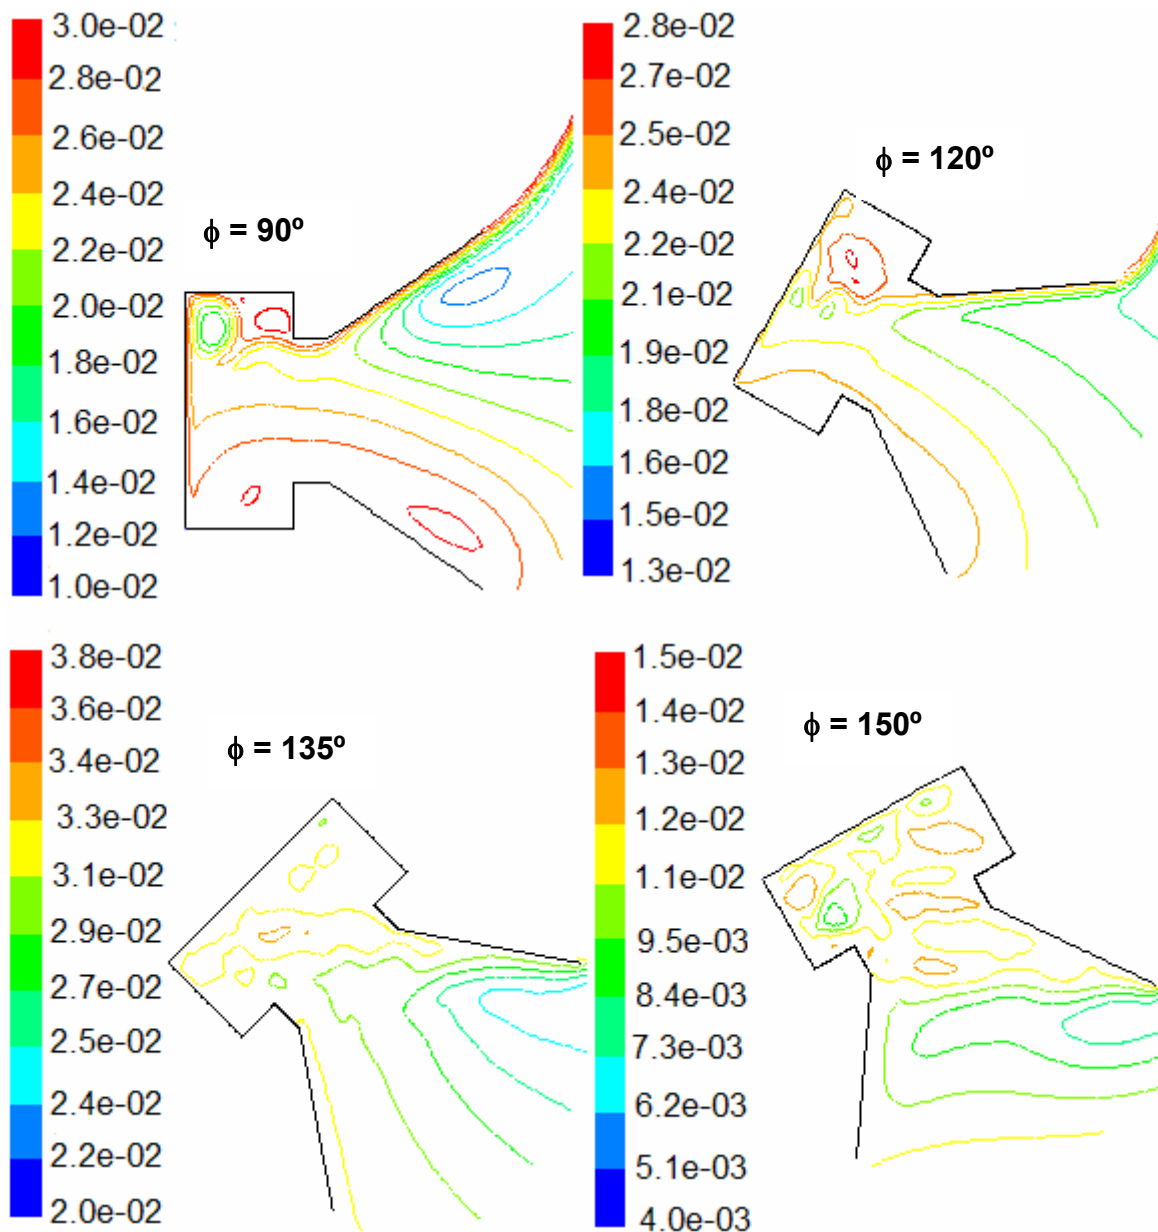 3.0e-02
2.8e-02
2.6e-02
2.4e-02
2.2e-02
2.0e-02
1.8e-02
1.6e-02
1.4e-02
1.2e-02
1.0e-02
ϕ = 90º
2.8e-02
2.7e-02
2.5e-02
2.4e-02
2.2e-02
2.1e-02
1.9e-02
1.8e-02
1.6e-02
1.5e-02
1.3e-02
ϕ = 120º
3.8e-02
3.6e-02
3.4e-02
3.3e-02
3.1e-02
2.9e-02
2.7e-02
2.5e-02
2.4e-02
2.2e-02
2.0e-02
ϕ = 135º
1.5e-02
1.4e-02
1.3e-02
1.2e-02
1.1e-02
9.5e-03
8.4e-03
7.3e-03
6.2e-03
5.1e-03
4.0e-03
ϕ = 150º